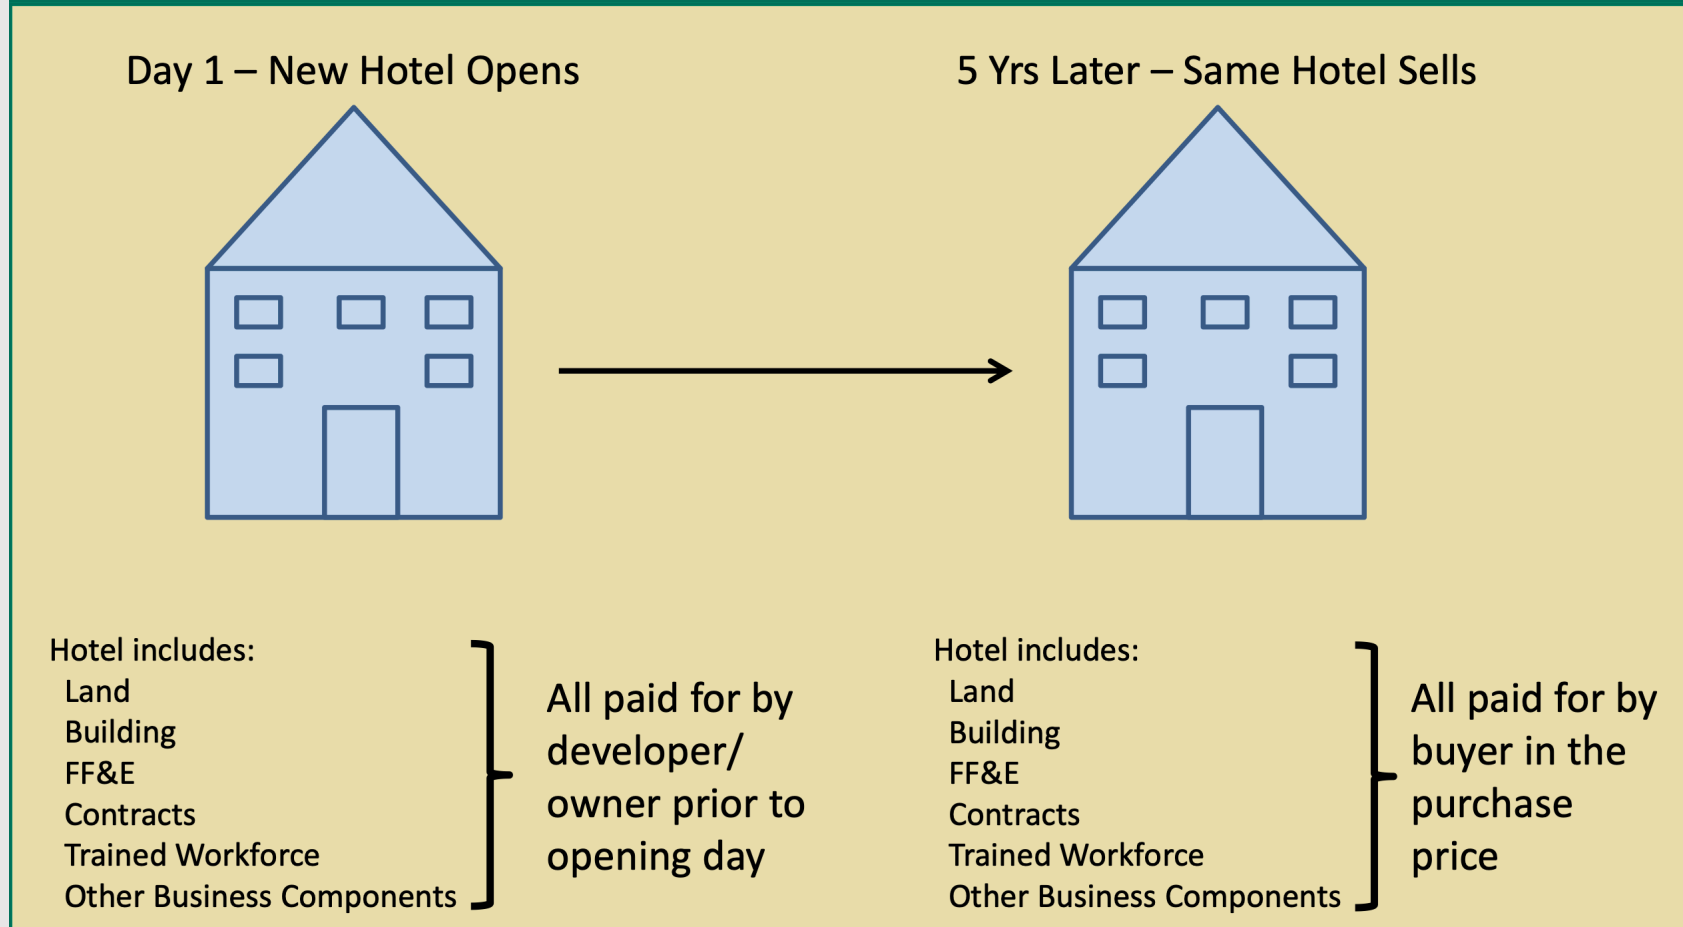 Day 1 – New Hotel Opens
5 Yrs Later – Same Hotel Sells
Hotel includes:
Land
Building
FF&E
Contracts
Trained Workforce
Other Business Components
All paid for by
developer/
owner prior to
opening day
Hotel includes:
Land
Building
FF&E
Contracts
Trained Workforce
Other Business Components
All paid for by
buyer in the
purchase
price